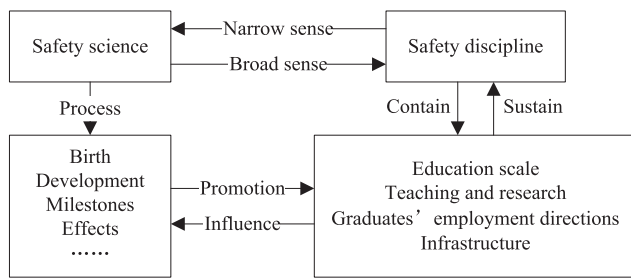 Narrow sense
Safety science
Safety discipline
Broad sense
Process
Contain
Sustain
Birth
Development
Milestones
Effects
……
Promotion
Influence
Education scale
Teaching and research
Graduates’ employment directions
Infrastructure